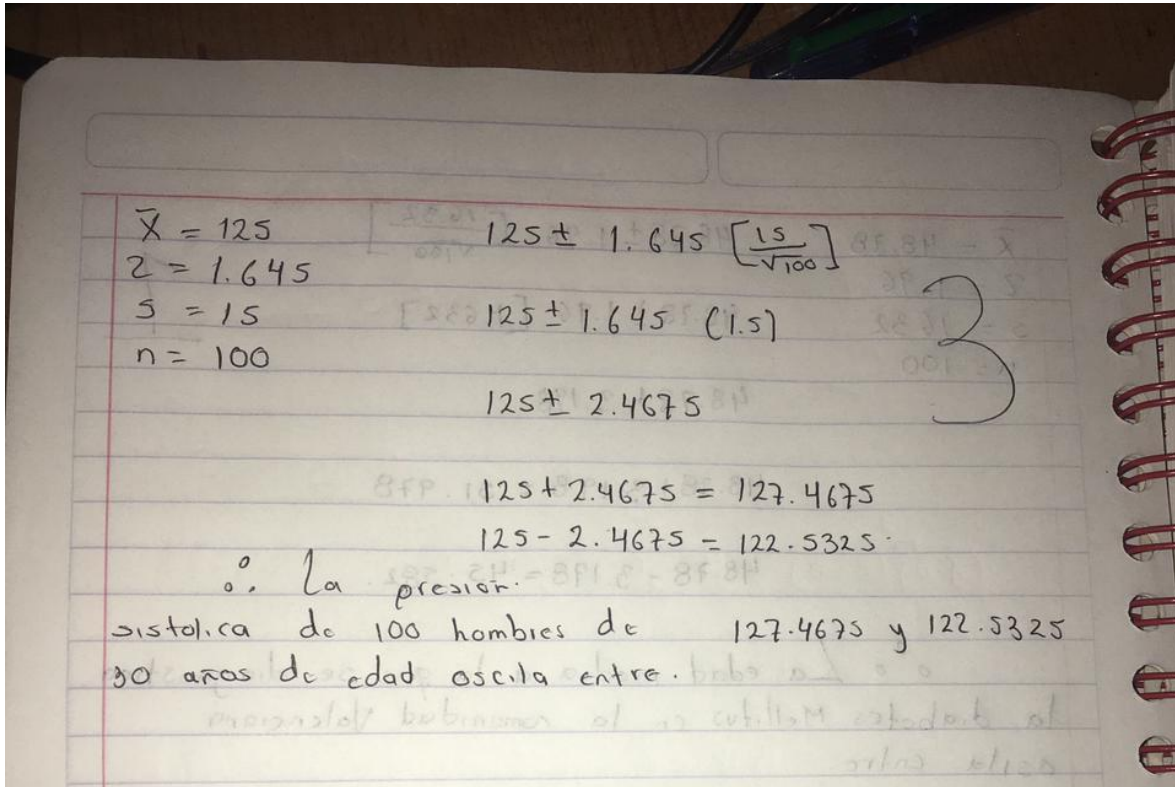 X̄ = 125
Z = 1.645
S = 15
n = 100
125 ± 1.645 [15/√100]
125 ± 1.645 (1.5)
125 ± 2.4675
125 + 2.4675 = 127.4675
125 - 2.4675 = 122.5325.
3
∴ La presión.
sistolica de 100 hombres de 127.4675 y 122.5325
30 años de edad oscila entre.